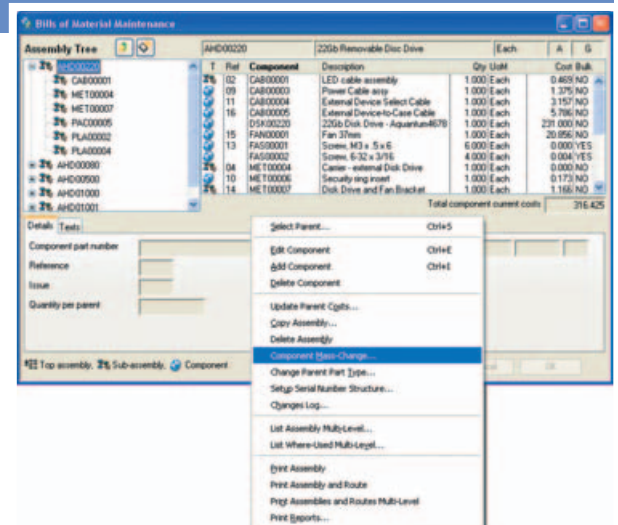 Bills of Material Maintenance
Assembly Tree ? AHD00220 22Gb Removable Disc Drive Each A G
AHD00220
CAB00001
MET00004
MET00007
PAC00005
PLA00002
PLA00004
AHD00080
AHD00500
AHD01000
AHD01001
T Ref Component Description Qty UoM Cost Bulk
02 CAB00001 LED cable assembly 1.000 Each 0.469 NO
09 CAB00003 Power Cable assy 1.000 Each 1.375 NO
11 CAB00004 External Device Select Cable 1.000 Each 3.157 NO
16 CAB00005 External Device-to-Case Cable 1.000 Each 5.786 NO
DSK00220 22Gb Disk Drive - Aquantum4678 1.000 Each 231.000 NO
15 FAN00001 Fan 37mm 1.000 Each 20.856 NO
13 FAS00001 Screw, M3 x .5 x 6 6.000 Each 0.000 YES
FAS00002 Screw, 6-32 x 3/16 4.000 Each 0.004 YES
04 MET00004 Carrier - external Disk Drive 1.000 Each 0.000 NO
10 MET00006 Security ring insert 1.000 Each 0.173 NO
14 MET00007 Disk Drive and Fan Bracket 1.000 Each 1.166 NO
Total component current costs 316.425
Details Texts
Component part number
Reference
Issue
Quantity per parent
Top assembly, Sub-assembly, Component
OK
Select Parent... Ctrl+S
Edit Component Ctrl+E
Add Component Ctrl+I
Delete Component
Update Parent Costs...
Copy Assembly...
Delete Assembly
Component Mass-Change...
Change Parent Part Type...
Setup Serial Number Structure...
Changes Log...
List Assembly Multi-Level...
List Where-Used Multi-Level...
Print Assembly
Print Assembly and Route
Print Assemblies and Routes Multi-Level
Print Reports...